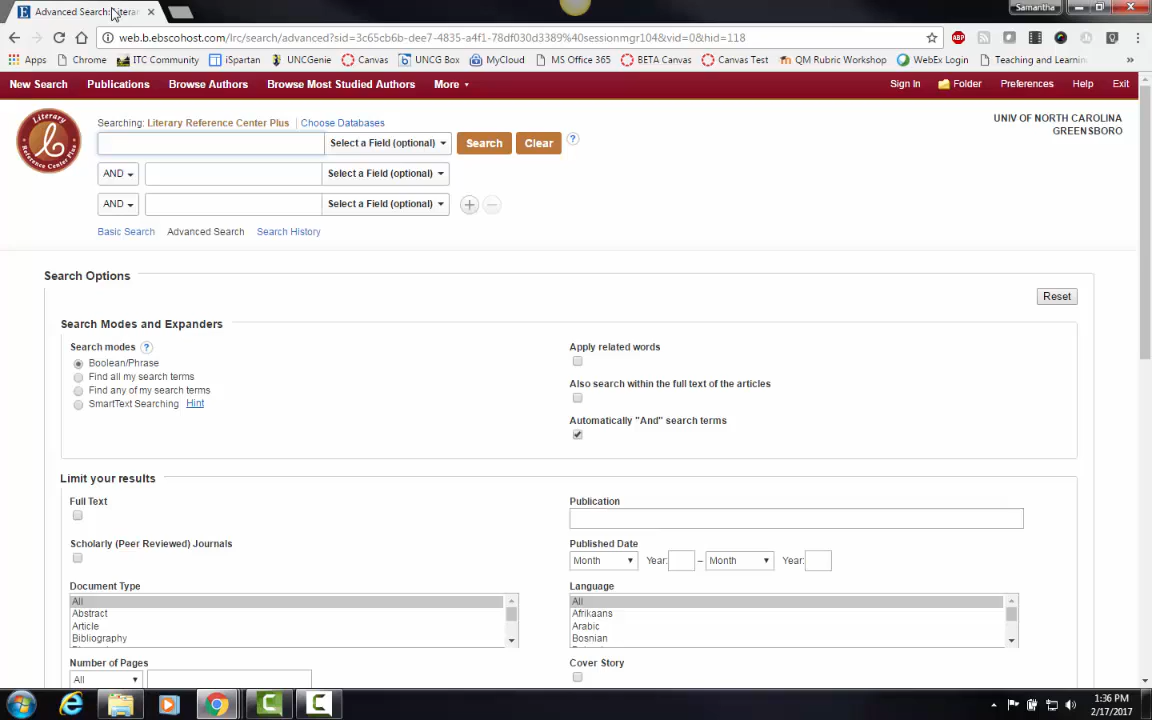 Advanced Search: Literar
Samantha
web.b.ebscohost.com/lrc/search/advanced?sid=3c65cb6b-dee7-4835-a4f1-78df030d3389%40sessionmgr104&vid=0&hid=118
Apps Chrome ITC Community iSpartan UNCGenie Canvas UNCG Box MyCloud MS Office 365 BETA Canvas Canvas Test QM Rubric Workshop WebEx Login Teaching and Learnin »
New Search Publications Browse Authors Browse Most Studied Authors More Sign In Folder Preferences Help Exit
Literary Reference Center Plus
Searching: Literary Reference Center Plus | Choose Databases
UNIV OF NORTH CAROLINA
GREENSBORO
Select a Field (optional) Search Clear ?
AND Select a Field (optional)
AND Select a Field (optional)
Basic Search Advanced Search Search History
Search Options
Reset
Search Modes and Expanders
Search modes ?
Boolean/Phrase
Find all my search terms
Find any of my search terms
SmartText Searching Hint
Apply related words
Also search within the full text of the articles
Automatically "And" search terms
Limit your results
Full Text
Publication
Scholarly (Peer Reviewed) Journals
Published Date
Month Year: – Month Year:
Document Type
All
Abstract
Article
Bibliography
Language
All
Afrikaans
Arabic
Bosnian
Number of Pages
All
Cover Story
1:36 PM
2/17/2017